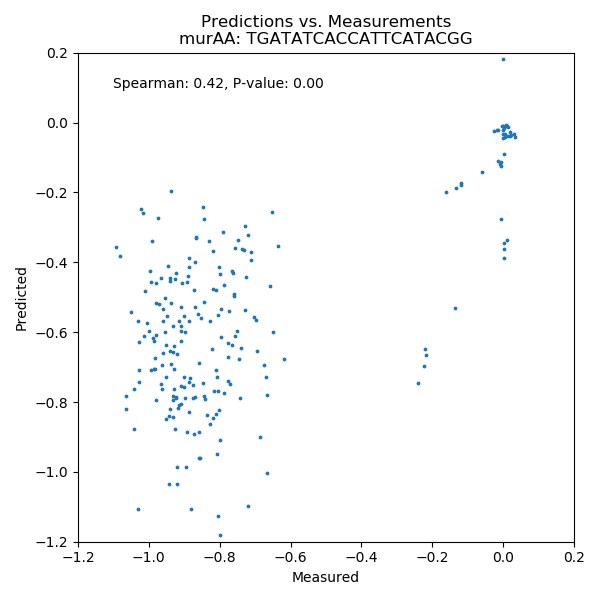 Predictions vs. Measurements
murAA: TGATATCACCATTCATACGG
Spearman: 0.42, P-value: 0.00
Predicted
0.2
0.0
−0.2
−0.4
−0.6
−0.8
−1.0
−1.2
−1.2 −1.0 −0.8 −0.6 −0.4 −0.2 0.0 0.2
Measured